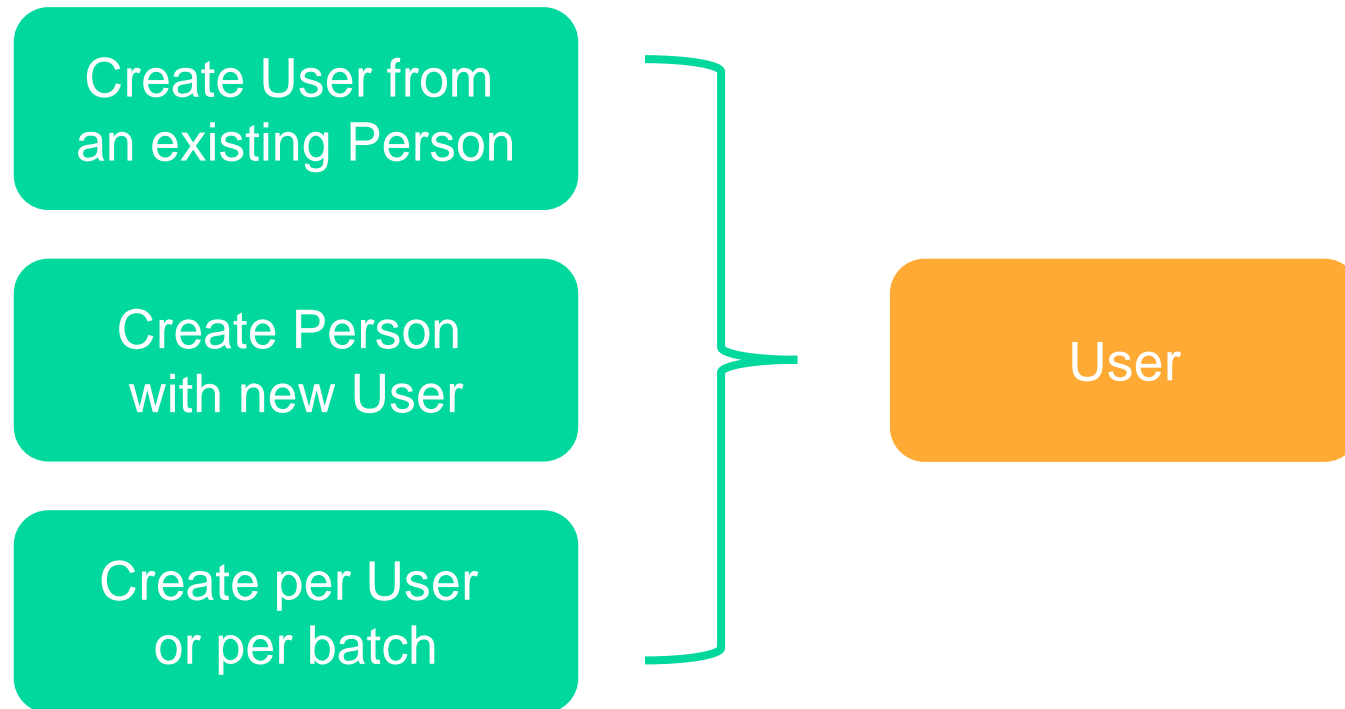 Create User from
an existing Person
Create Person
with new User
Create per User
or per batch
User